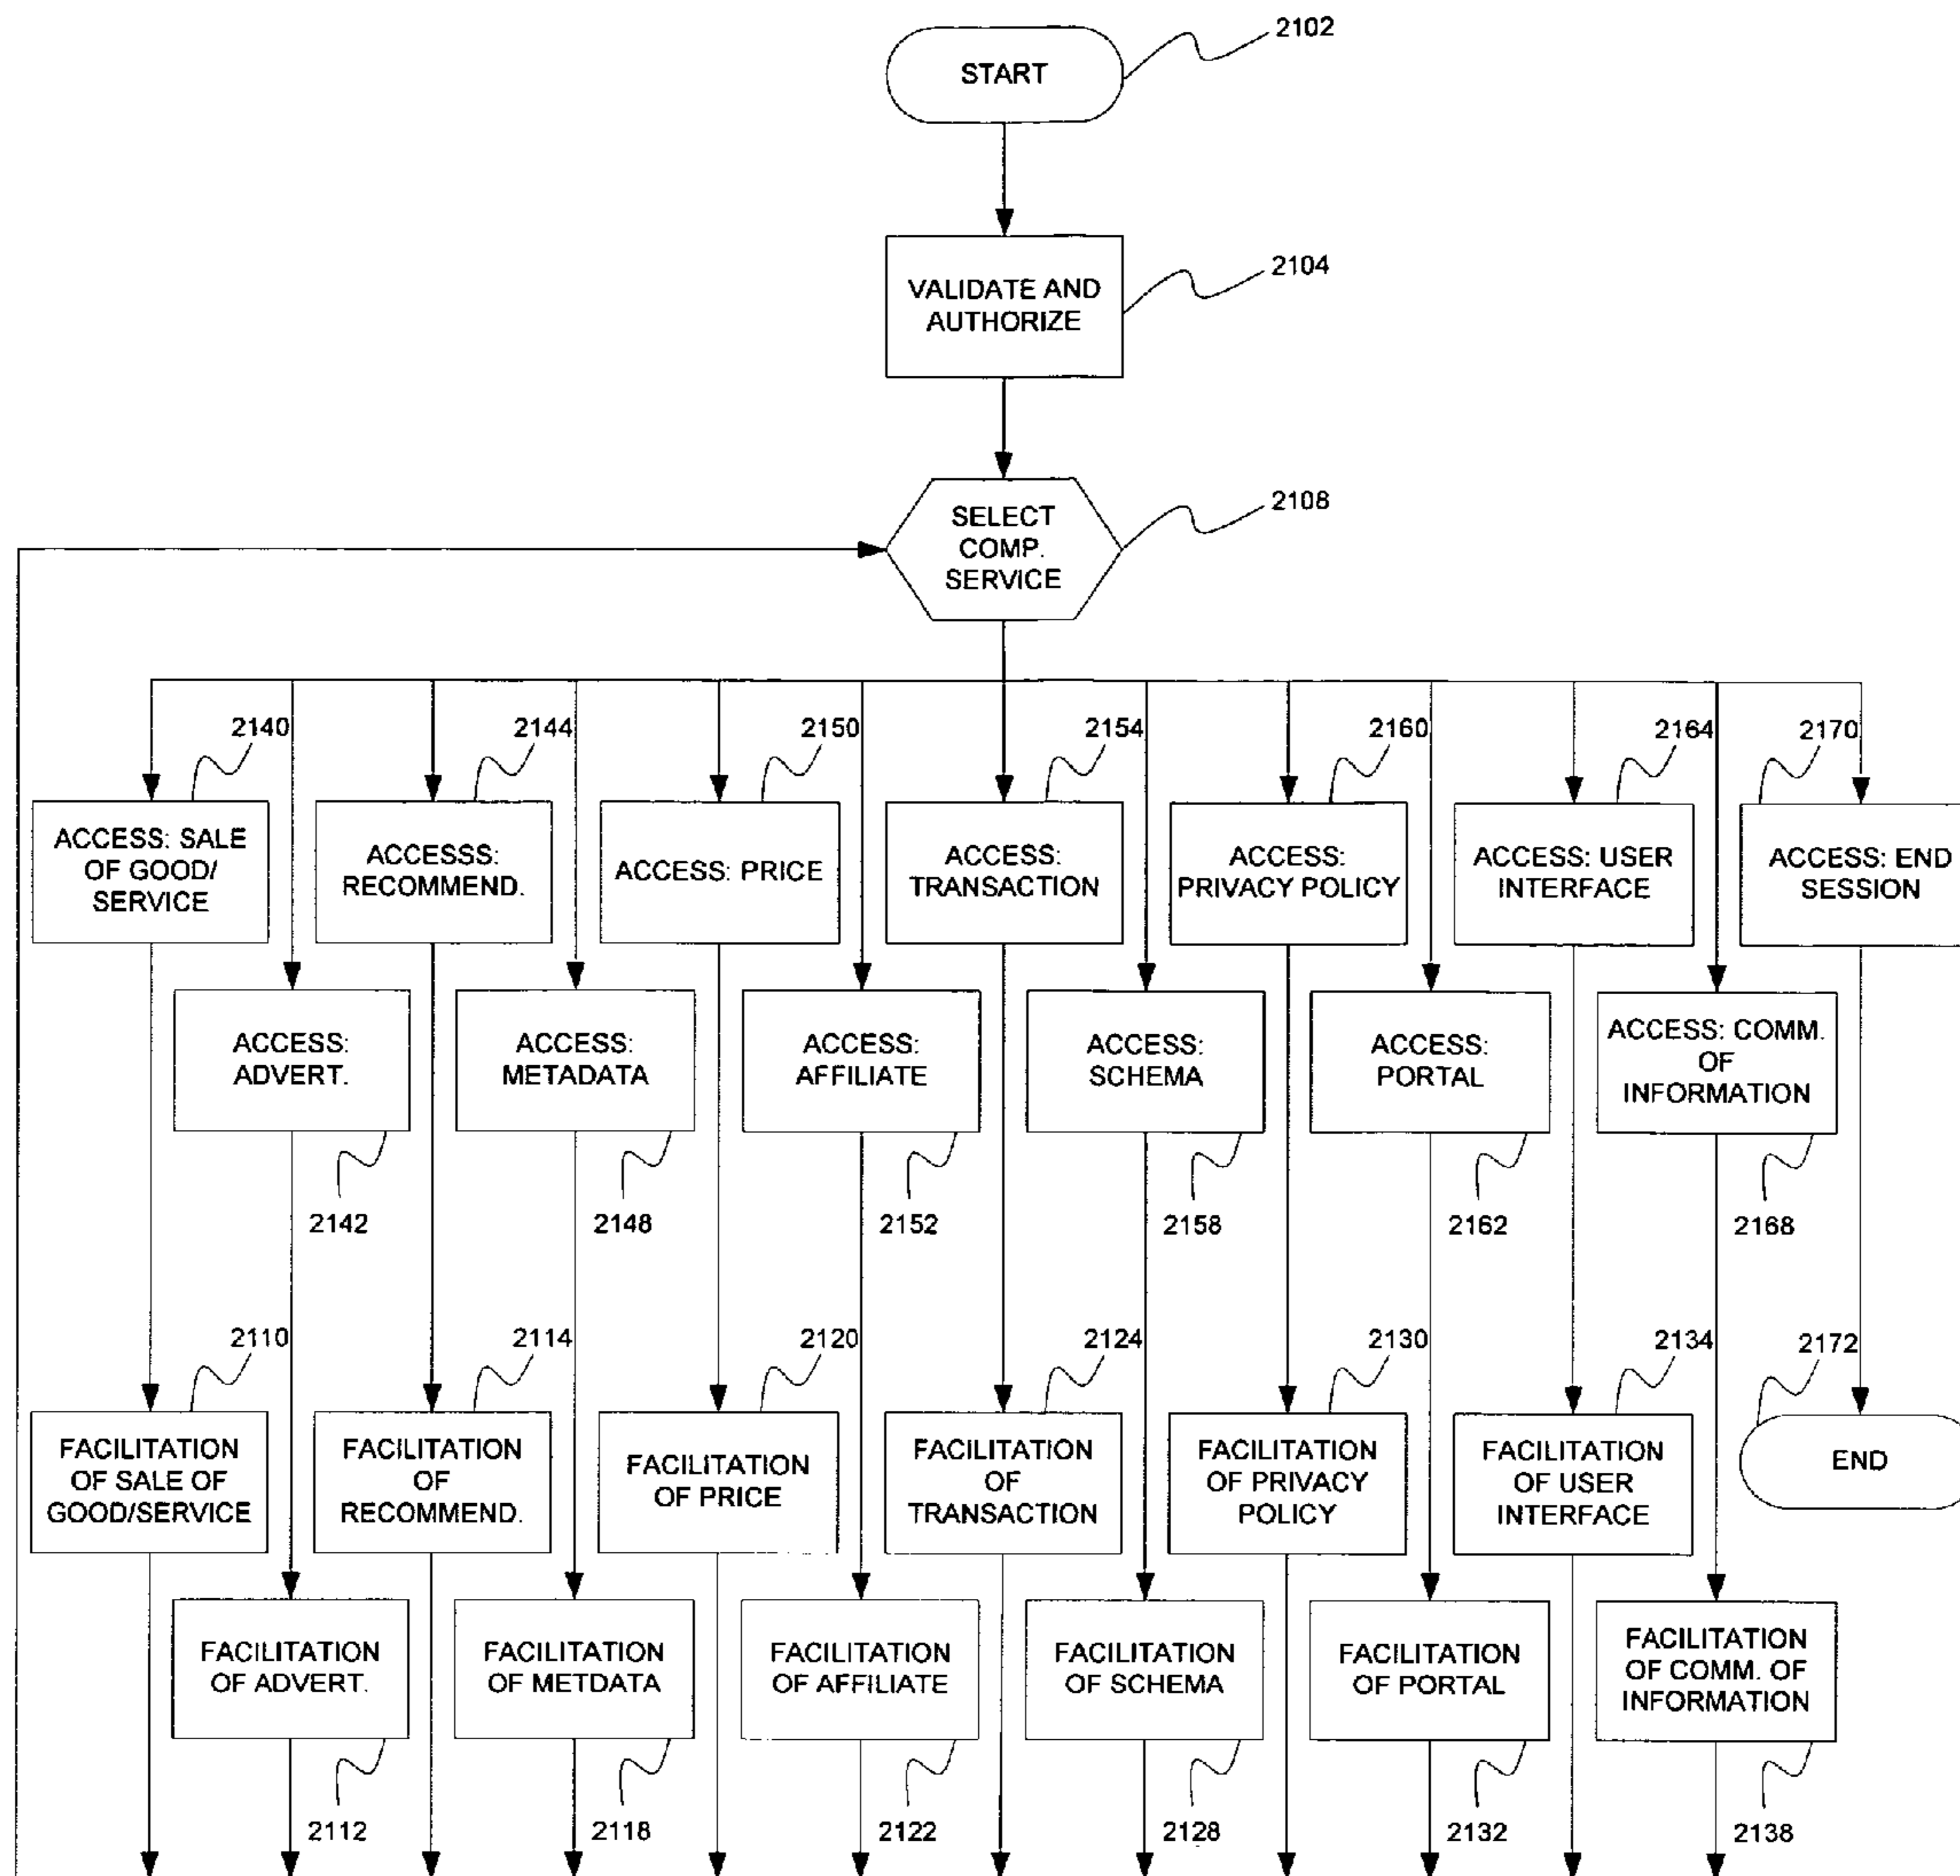 2102
START
2104
VALIDATE AND
AUTHORIZE
2108
SELECT
COMP.
SERVICE
2140
2144
2150
2154
2160
2164
2170
ACCESS: SALE
OF GOOD/
SERVICE
ACCESSS:
RECOMMEND.
ACCESS: PRICE
ACCESS:
TRANSACTION
ACCESS:
PRIVACY POLICY
ACCESS: USER
INTERFACE
ACCESS: END
SESSION
ACCESS:
ADVERT.
ACCESS:
METADATA
ACCESS:
AFFILIATE
ACCESS:
SCHEMA
ACCESS:
PORTAL
ACCESS: COMM.
OF
INFORMATION
2142
2148
2152
2158
2162
2168
2110
2114
2120
2124
2130
2134
2172
FACILITATION
OF SALE OF
GOOD/SERVICE
FACILITATION
OF
RECOMMEND.
FACILITATION
OF PRICE
FACILITATION
OF
TRANSACTION
FACILITATION
OF PRIVACY
POLICY
FACILITATION
OF USER
INTERFACE
END
FACILITATION
OF ADVERT.
FACILITATION
OF METDATA
FACILITATION
OF AFFILIATE
FACILITATION
OF SCHEMA
FACILITATION
OF PORTAL
FACILITATION
OF COMM. OF
INFORMATION
2112
2118
2122
2128
2132
2138